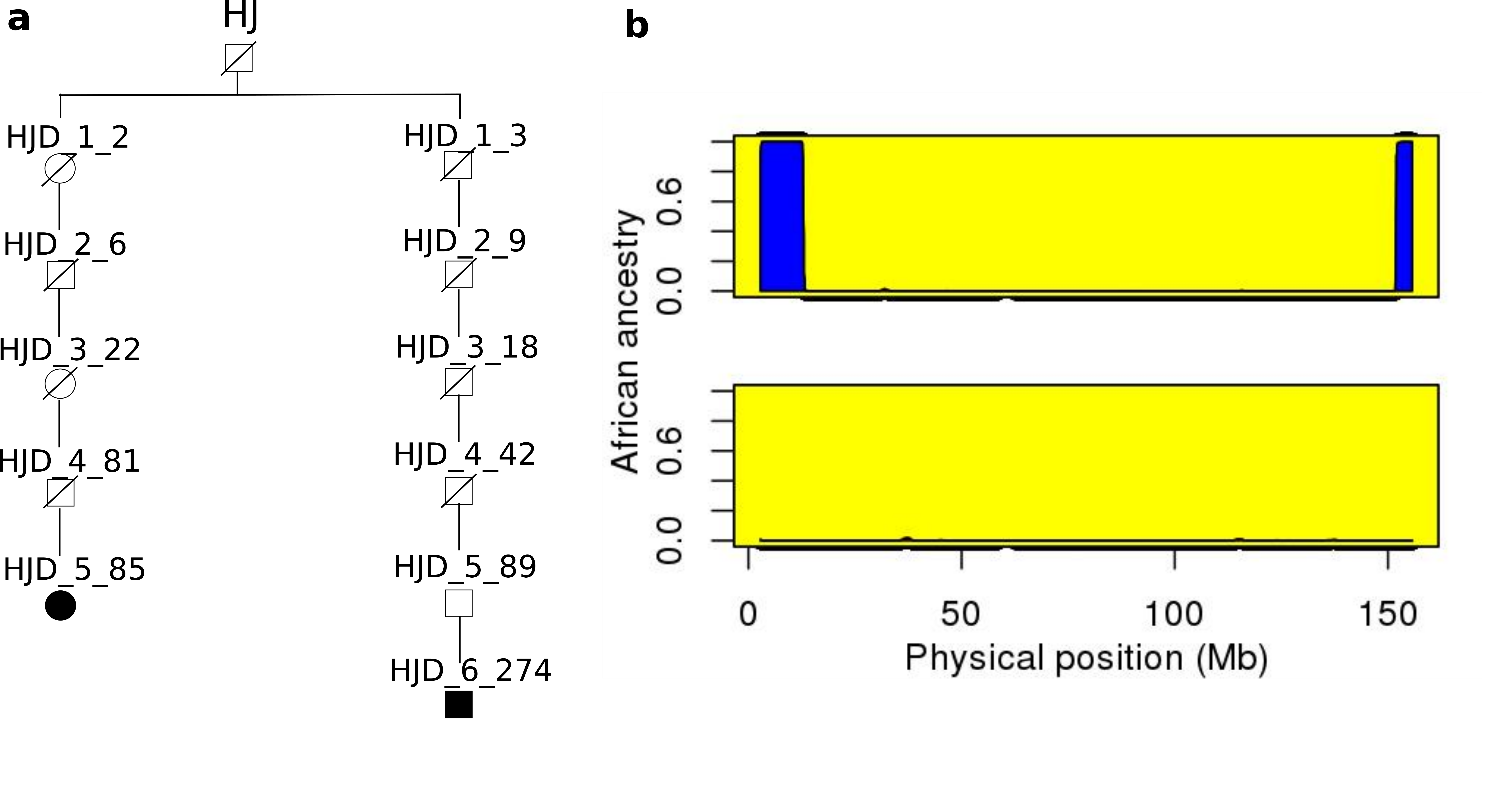 a
HJ
HJD_1_2
HJD_1_3
HJD_2_6
HJD_2_9
HJD_3_22
HJD_3_18
HJD_4_81
HJD_4_42
HJD_5_85
HJD_5_89
HJD_6_274
b
African ancestry
0.6
0.0
0.6
0.0
0 50 100 150
Physical position (Mb)